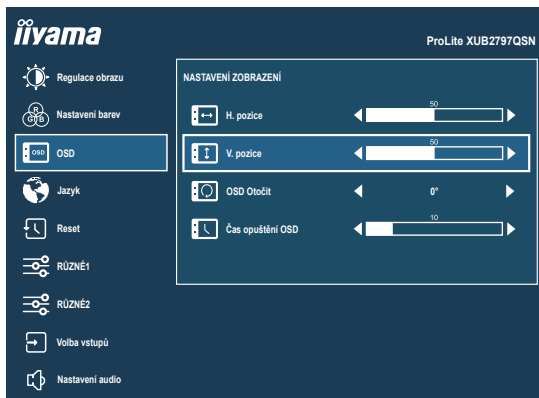 iiyama
ProLite XUB2797QSN
Regulace obrazu
Nastavení barev
R
G B
OSD
OSD
Jazyk
Reset
RŮZNÉ1
RŮZNÉ2
Volba vstupů
Nastavení audio
NASTAVENÍ ZOBRAZENÍ
H. pozice
50
V. pozice
50
OSD Otočit
0°
Čas opuštění OSD
10